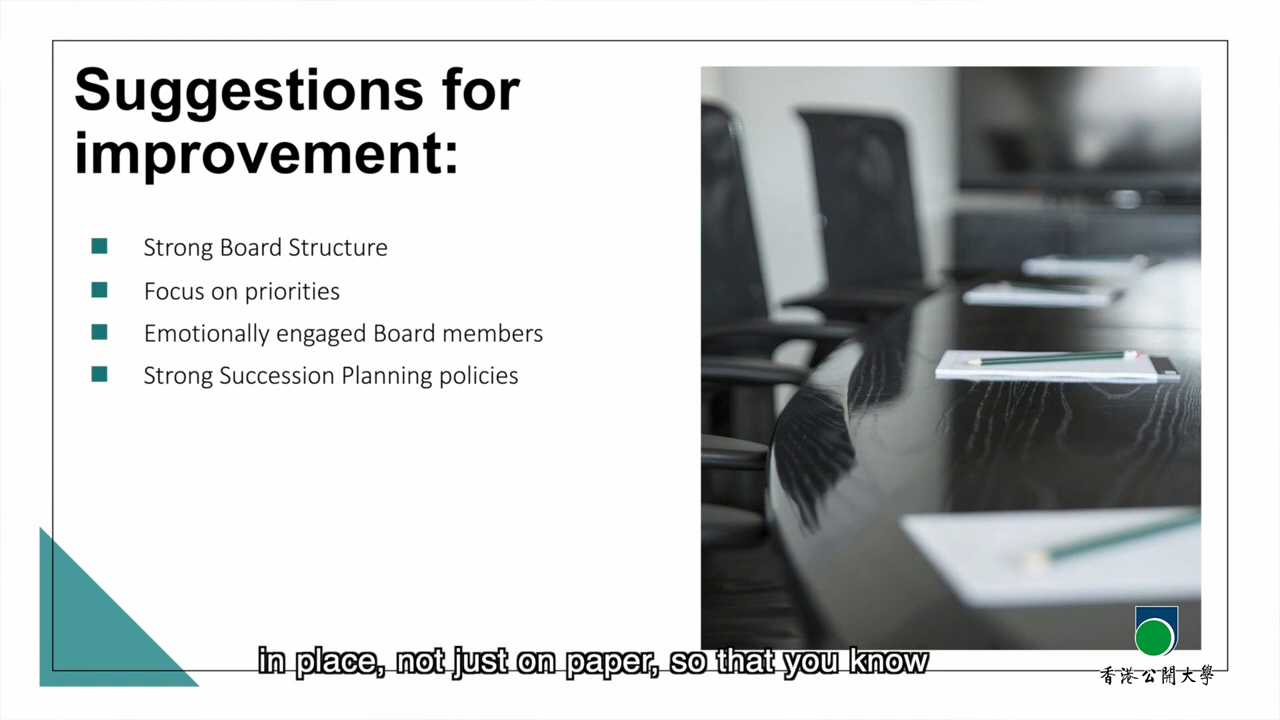 Suggestions for
improvement:
Strong Board Structure
Focus on priorities
Emotionally engaged Board members
Strong Succession Planning policies
in place, not just on paper, so that you know
香港公開大學